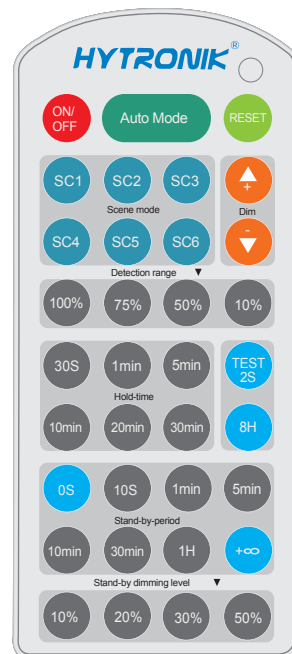 HYTRONIK®
ON/
OFF
Auto Mode
RESET
SC1 SC2 SC3
+
Scene mode
Dim
SC4 SC5 SC6
-
Detection range ▼
100% 75% 50% 10%
30S 1min 5min
TEST
2S
Hold-time
10min 20min 30min
8H
0S 10S 1min 5min
Stand-by-period
10min 30min 1H +∞
Stand-by dimming level ▼
10% 20% 30% 50%